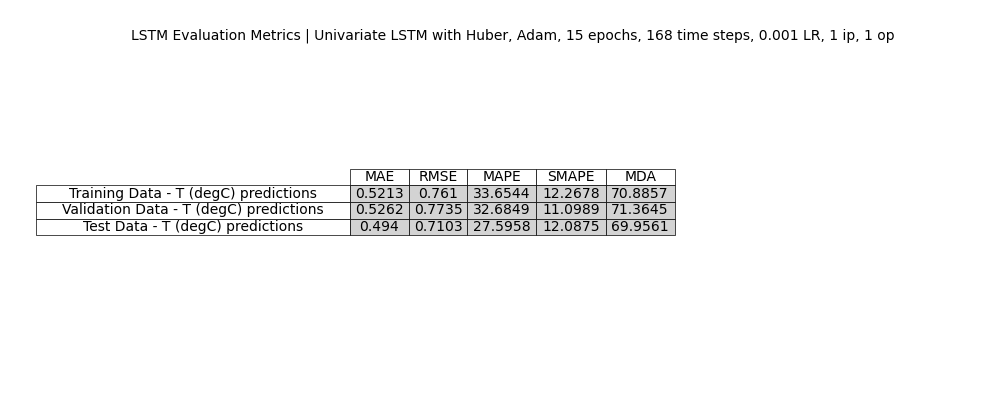 LSTM Evaluation Metrics | Univariate LSTM with Huber, Adam, 15 epochs, 168 time steps, 0.001 LR, 1 ip, 1 op
MAE RMSE MAPE SMAPE MDA
Training Data - T (degC) predictions 0.5213 0.761 33.6544 12.2678 70.8857
Validation Data - T (degC) predictions 0.5262 0.7735 32.6849 11.0989 71.3645
Test Data - T (degC) predictions 0.494 0.7103 27.5958 12.0875 69.9561